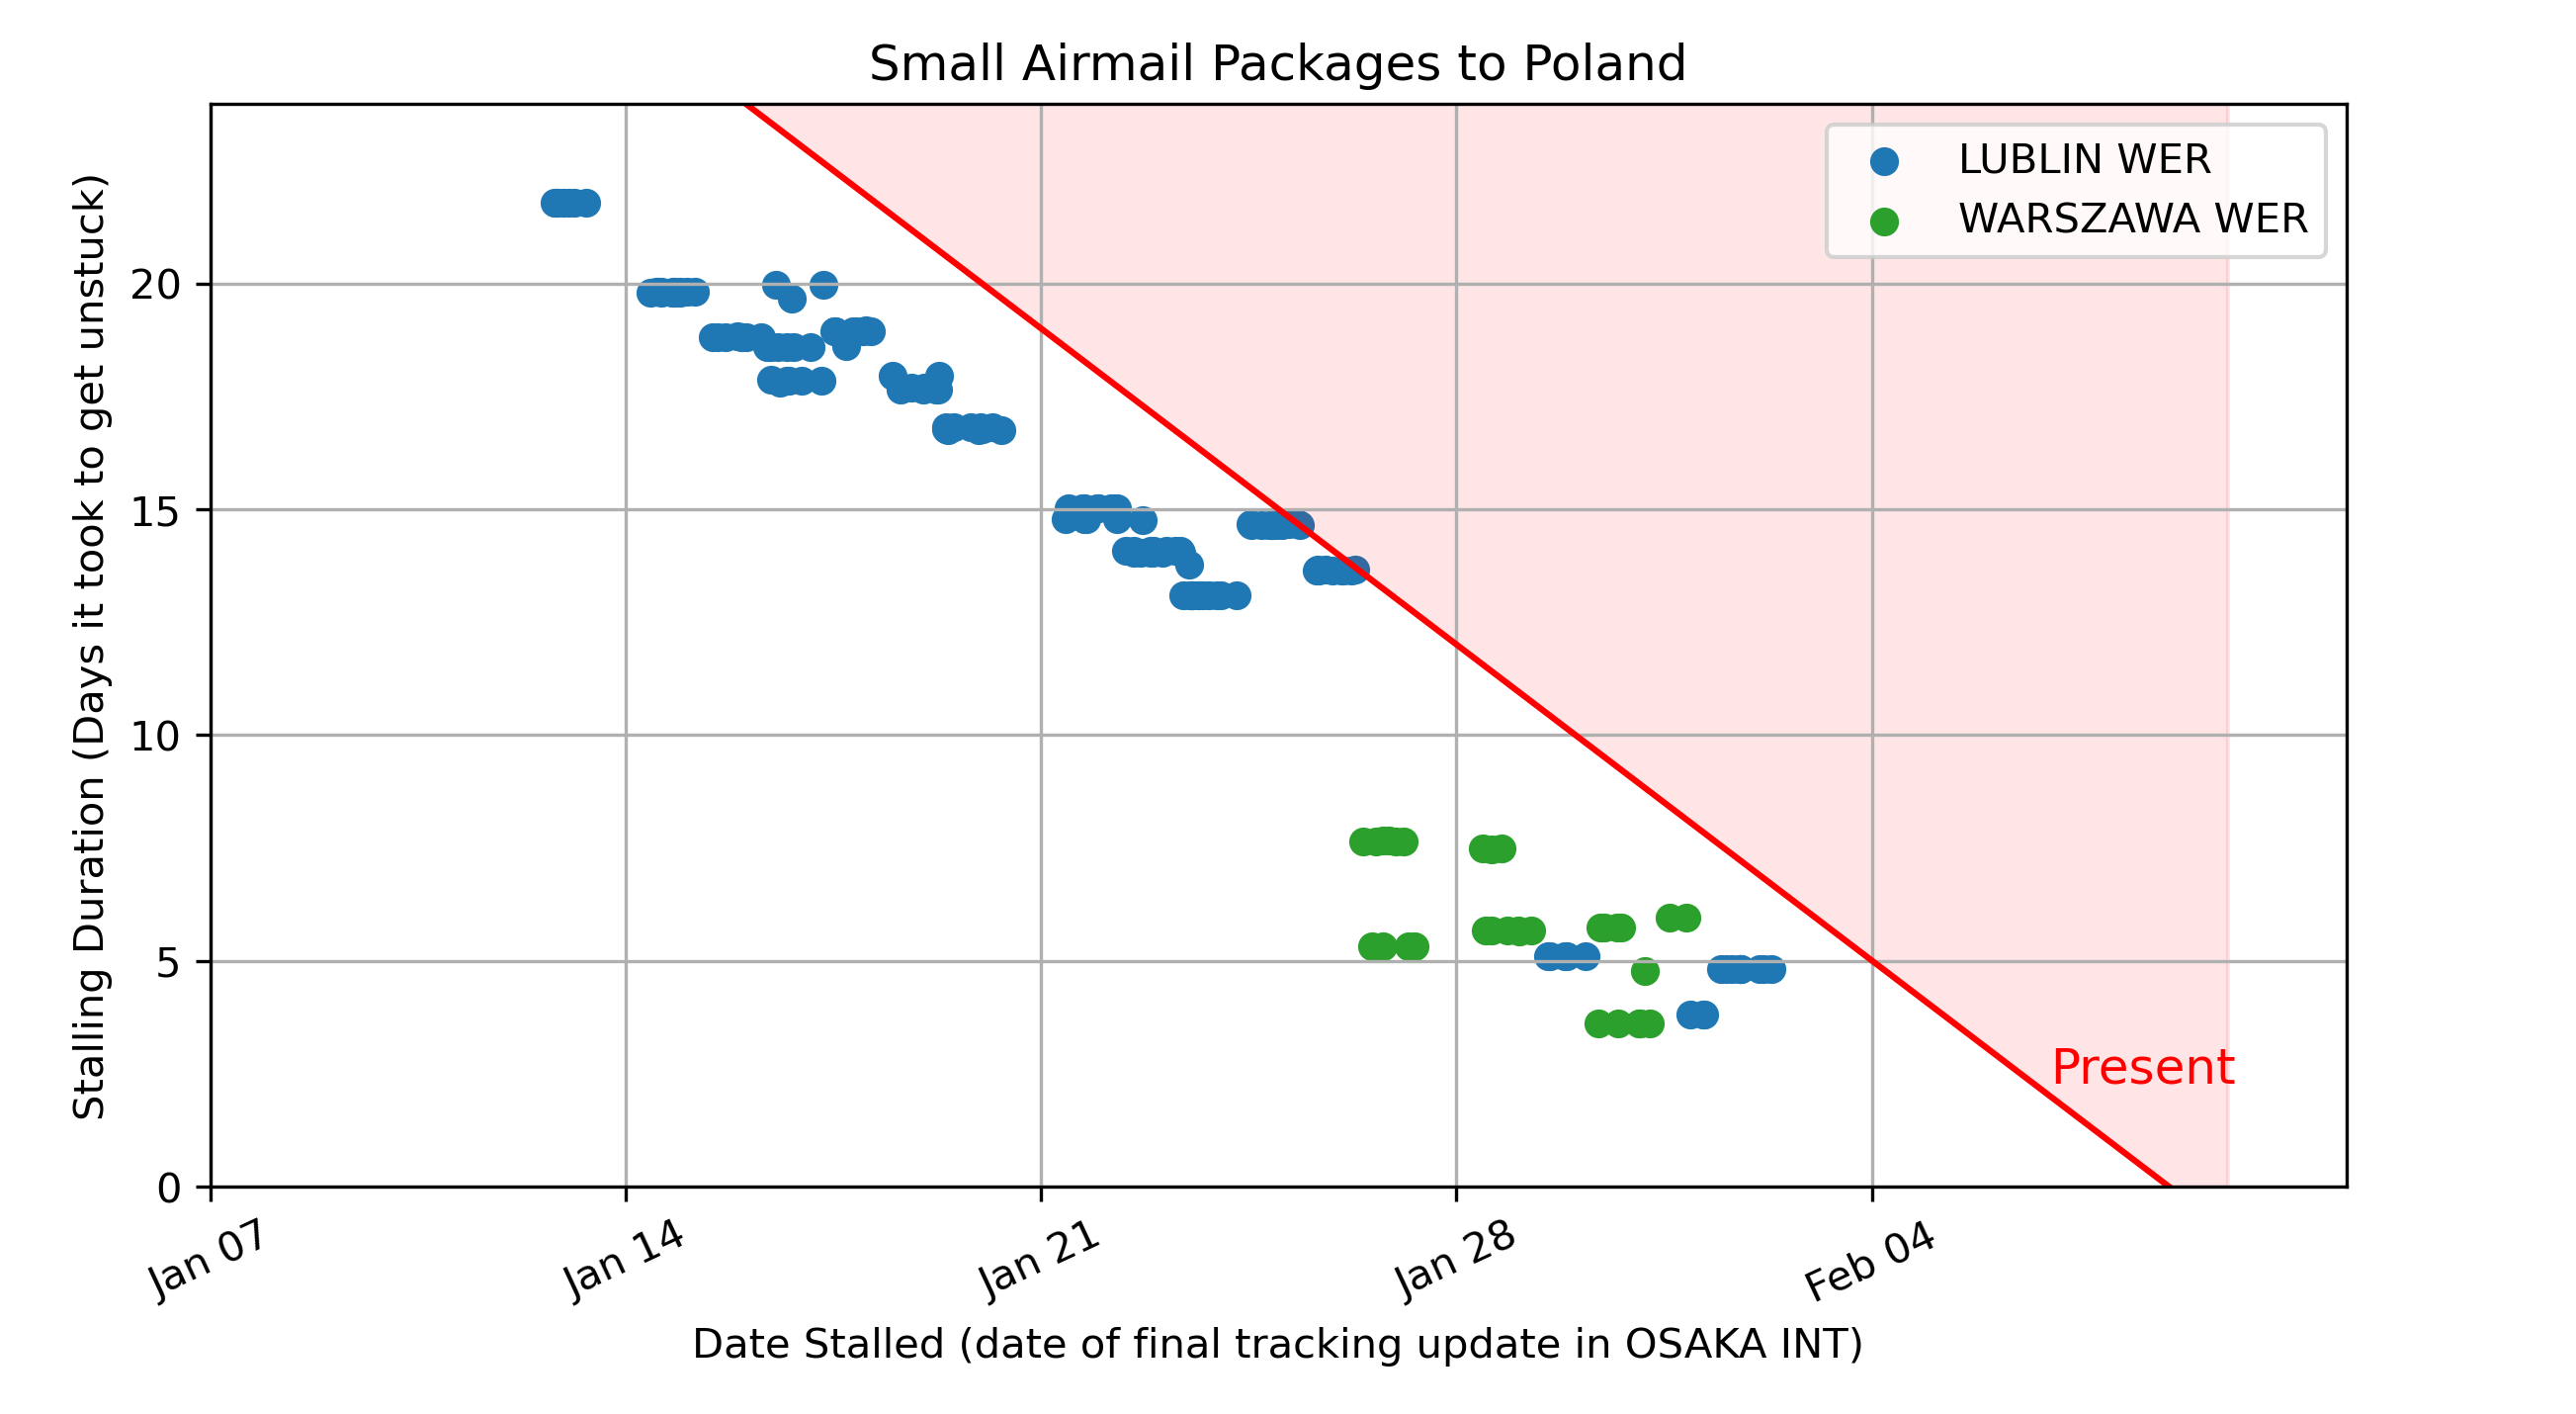 Small Airmail Packages to Poland
LUBLIN WER
WARSZAWA WER
Stalling Duration (Days it took to get unstuck)
20
15
10
5
0
Present
Jan 07
Jan 14
Jan 21
Jan 28
Feb 04
Date Stalled (date of final tracking update in OSAKA INT)